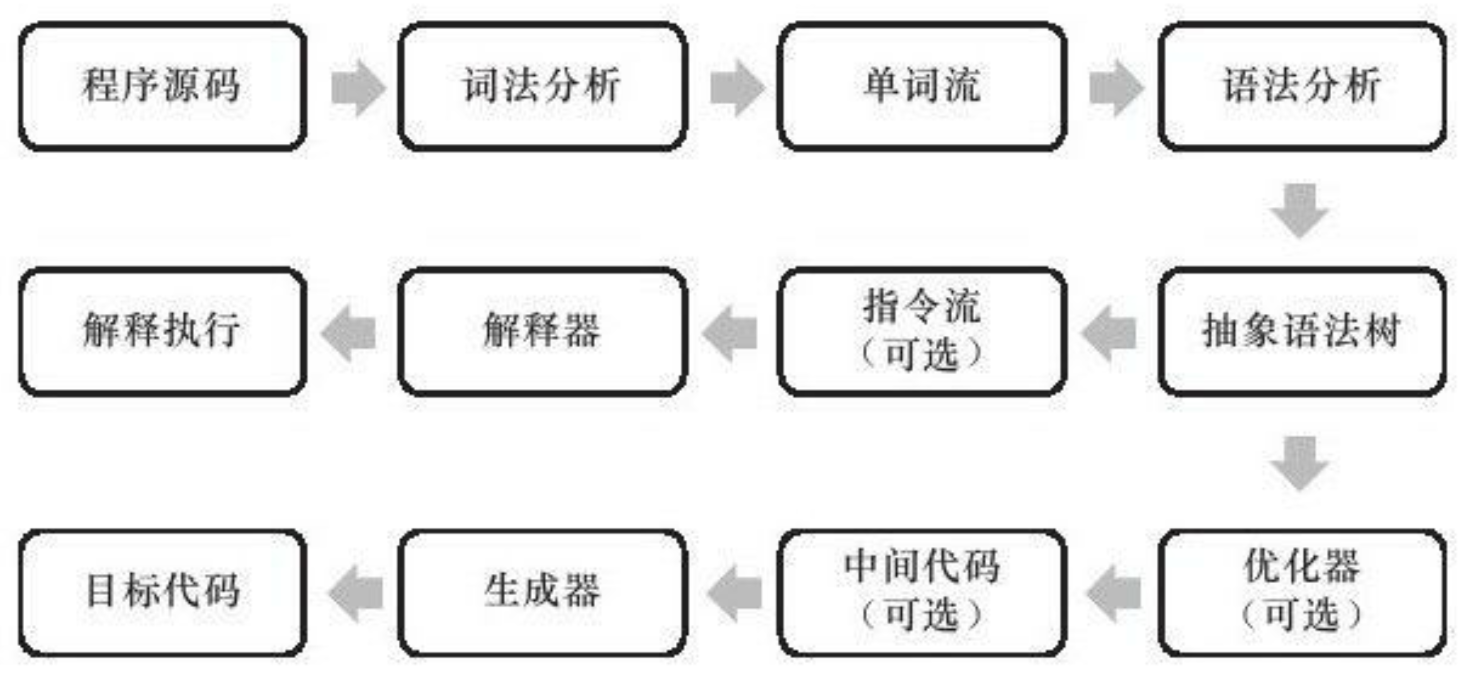 程序源码
词法分析
单词流
语法分析
解释执行
解释器
指令流
（可选）
抽象语法树
目标代码
生成器
中间代码
（可选）
优化器
（可选）